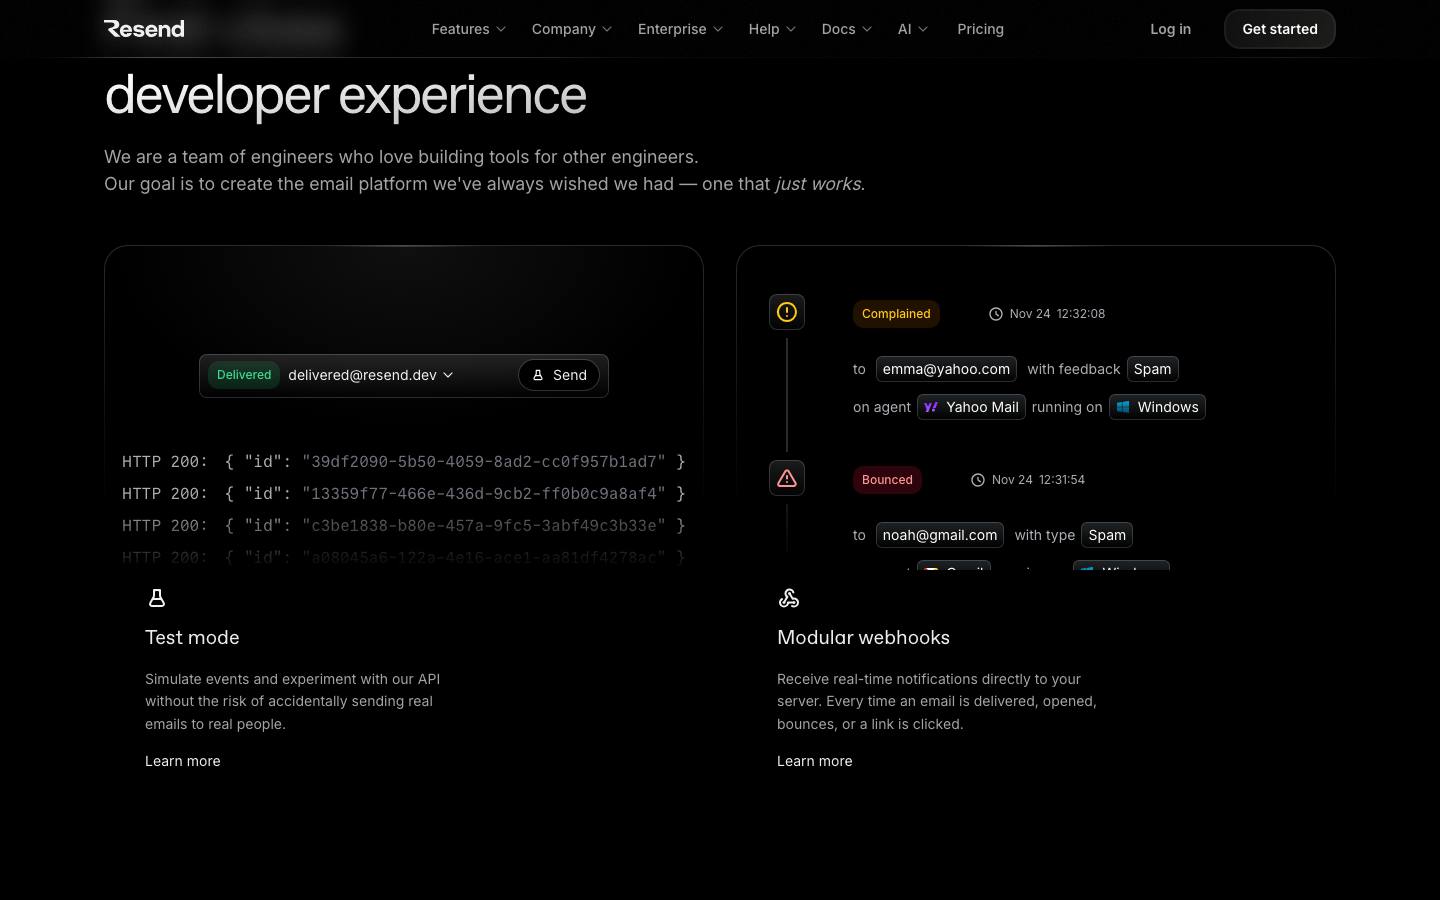 Resend
Features
Company
Enterprise
Help
Docs
AI
Pricing
Log in
Get started
developer experience
We are a team of engineers who love building tools for other engineers.
Our goal is to create the email platform we've always wished we had — one that just works.
Delivered
delivered@resend.dev
Send
HTTP 200: { "id": "39df2090-5b50-4059-8ad2-cc0f957b1ad7" }
HTTP 200: { "id": "13359f77-466e-436d-9cb2-ff0b0c9a8af4" }
HTTP 200: { "id": "c3be1838-b80e-457a-9fc5-3abf49c3b33e" }
HTTP 200: { "id": "a08045a6-122a-4e16-ace1-aa81df4278ac" }
Test mode
Simulate events and experiment with our API
without the risk of accidentally sending real
emails to real people.
Learn more
Complained
Nov 24 12:32:08
to emma@yahoo.com with feedback Spam
on agent Yahoo Mail running on Windows
Bounced
Nov 24 12:31:54
to noah@gmail.com with type Spam
Modular webhooks
Receive real-time notifications directly to your
server. Every time an email is delivered, opened,
bounces, or a link is clicked.
Learn more